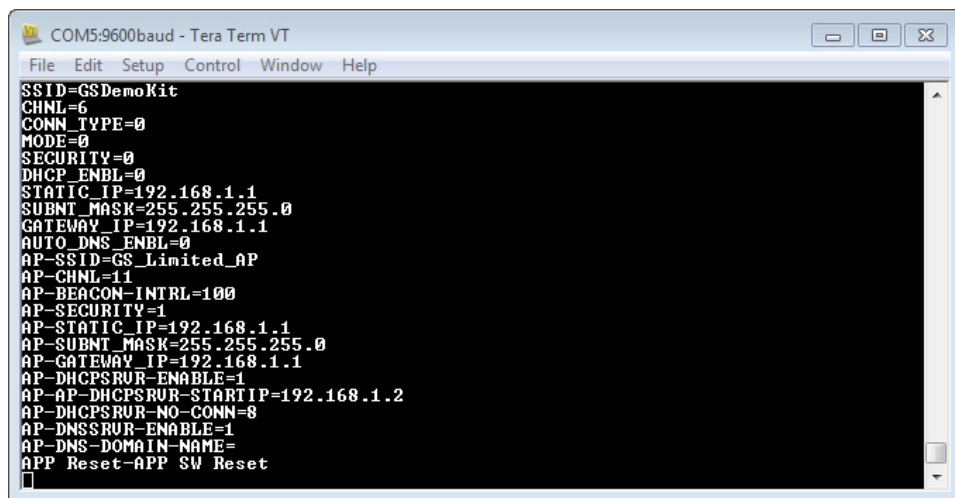 COM5:9600baud - Tera Term VT
File Edit Setup Control Window Help
SSID=GSDemoKit
CHNL=6
CONN_TYPE=0
MODE=0
SECURITY=0
DHCP_ENBL=0
STATIC_IP=192.168.1.1
SUBNT_MASK=255.255.255.0
GATEWAY_IP=192.168.1.1
AUTO_DNS_ENBL=0
AP-SSID=GS_Limited_AP
AP-CHNL=11
AP-BEACON-INTRL=100
AP-SECURITY=1
AP-STATIC_IP=192.168.1.1
AP-SUBNT_MASK=255.255.255.0
AP-GATEWAY_IP=192.168.1.1
AP-DHCPSRVR-ENABLE=1
AP-AP-DHCPSRVR-STARTIP=192.168.1.2
AP-DHCPSRVR-NO-CONN=8
AP-DNSSRVR-ENABLE=1
AP-DNS-DOMAIN-NAME=
APP Reset-APP SW Reset